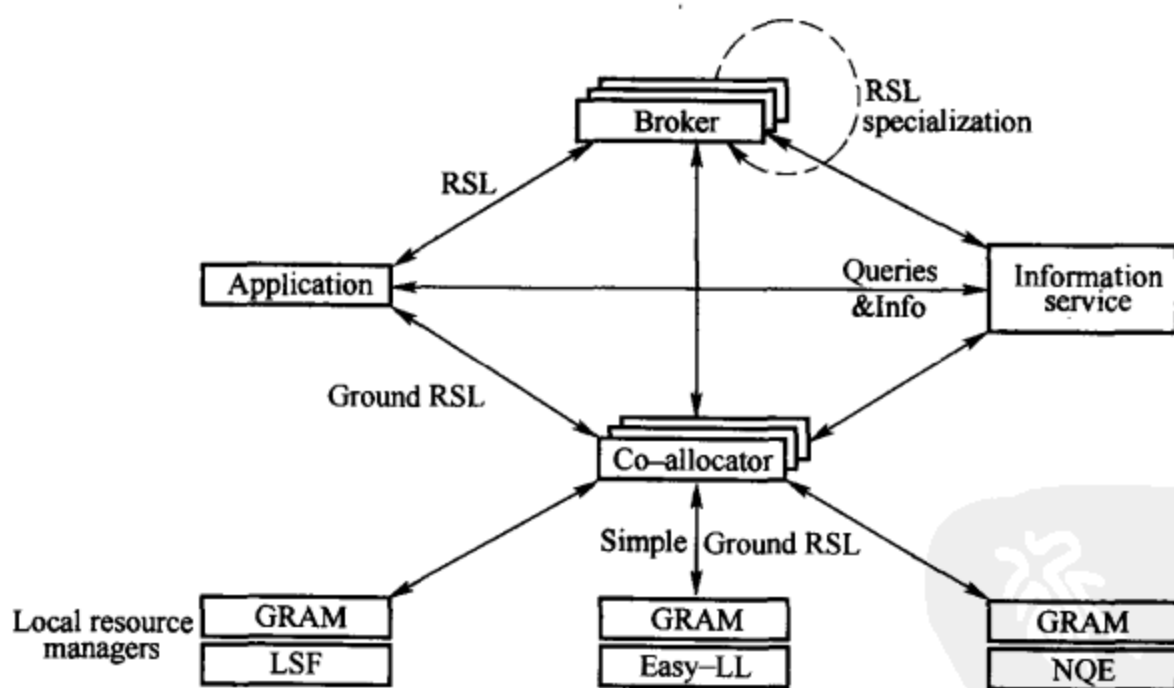 Broker
RSL
specialization
RSL
Application
Queries
&Info
Information
service
Ground RSL
Co–allocator
Simple
Ground RSL
Local resource
managers
GRAM
LSF
GRAM
Easy–LL
GRAM
NQE